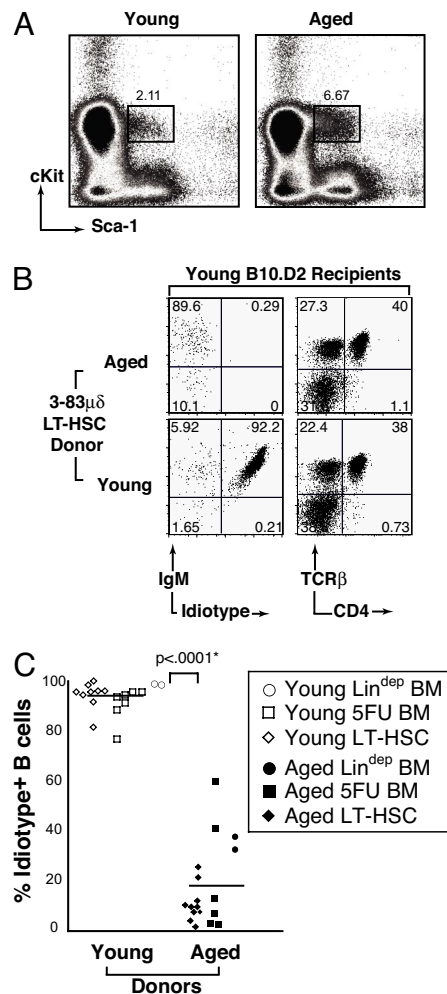 A
Young Aged
2.11 6.67
cKit
Sca-1
B
Young B10.D2 Recipients
89.6 0.29 27.3 40
Aged
10.1 0 1.1
3-83μδ
LT-HSC
Donor
5.92 92.2 22.4 38
Young
1.65 0.21 0.73
IgM TCRβ
Idiotype CD4
C
p<.0001*
% Idiotype+ B cells
100
80
60
40
20
0
Young Lindep BM
Young 5FU BM
Young LT-HSC
Aged Lindep BM
Aged 5FU BM
Aged LT-HSC
Young Aged
Donors